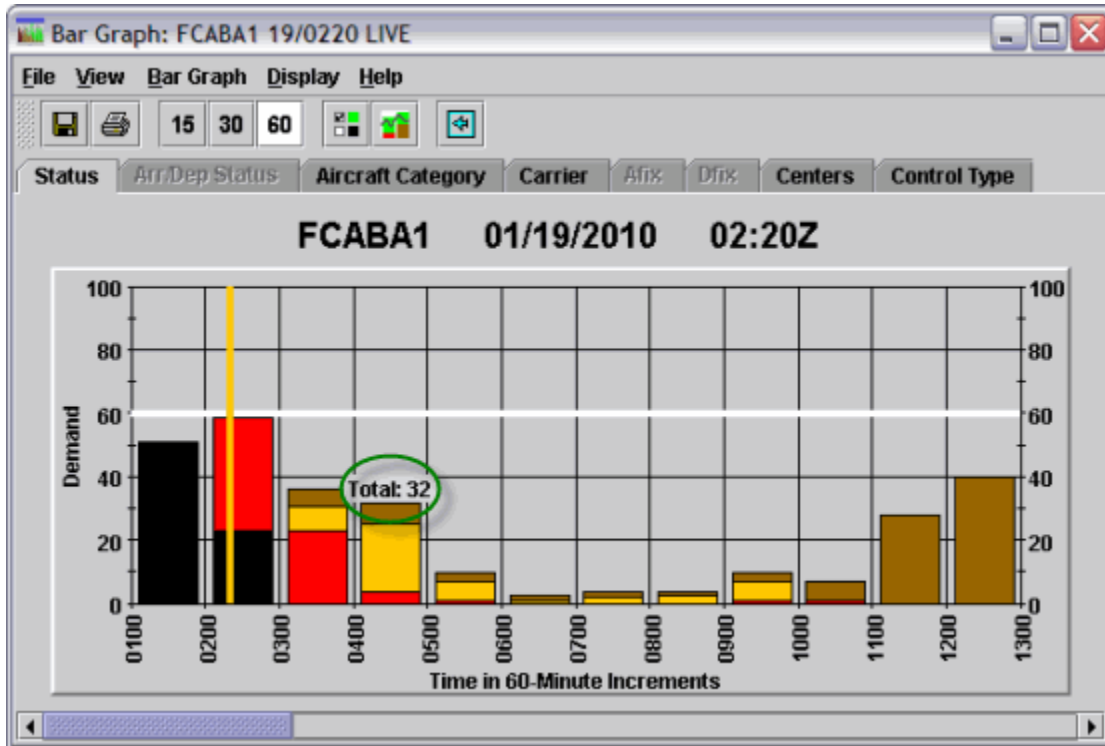 Bar Graph: FCABA1 19/0220 LIVE
File View Bar Graph Display Help
15 30 60
Status Arr/Dep Status Aircraft Category Carrier Afix Dfix Centers Control Type
FCABA1 01/19/2010 02:20Z
100 100
80 80
60 60
40 40
20 20
0 0
Demand
Total: 32
0100 0200 0300 0400 0500 0600 0700 0800 0900 1000 1100 1200 1300
Time in 60-Minute Increments